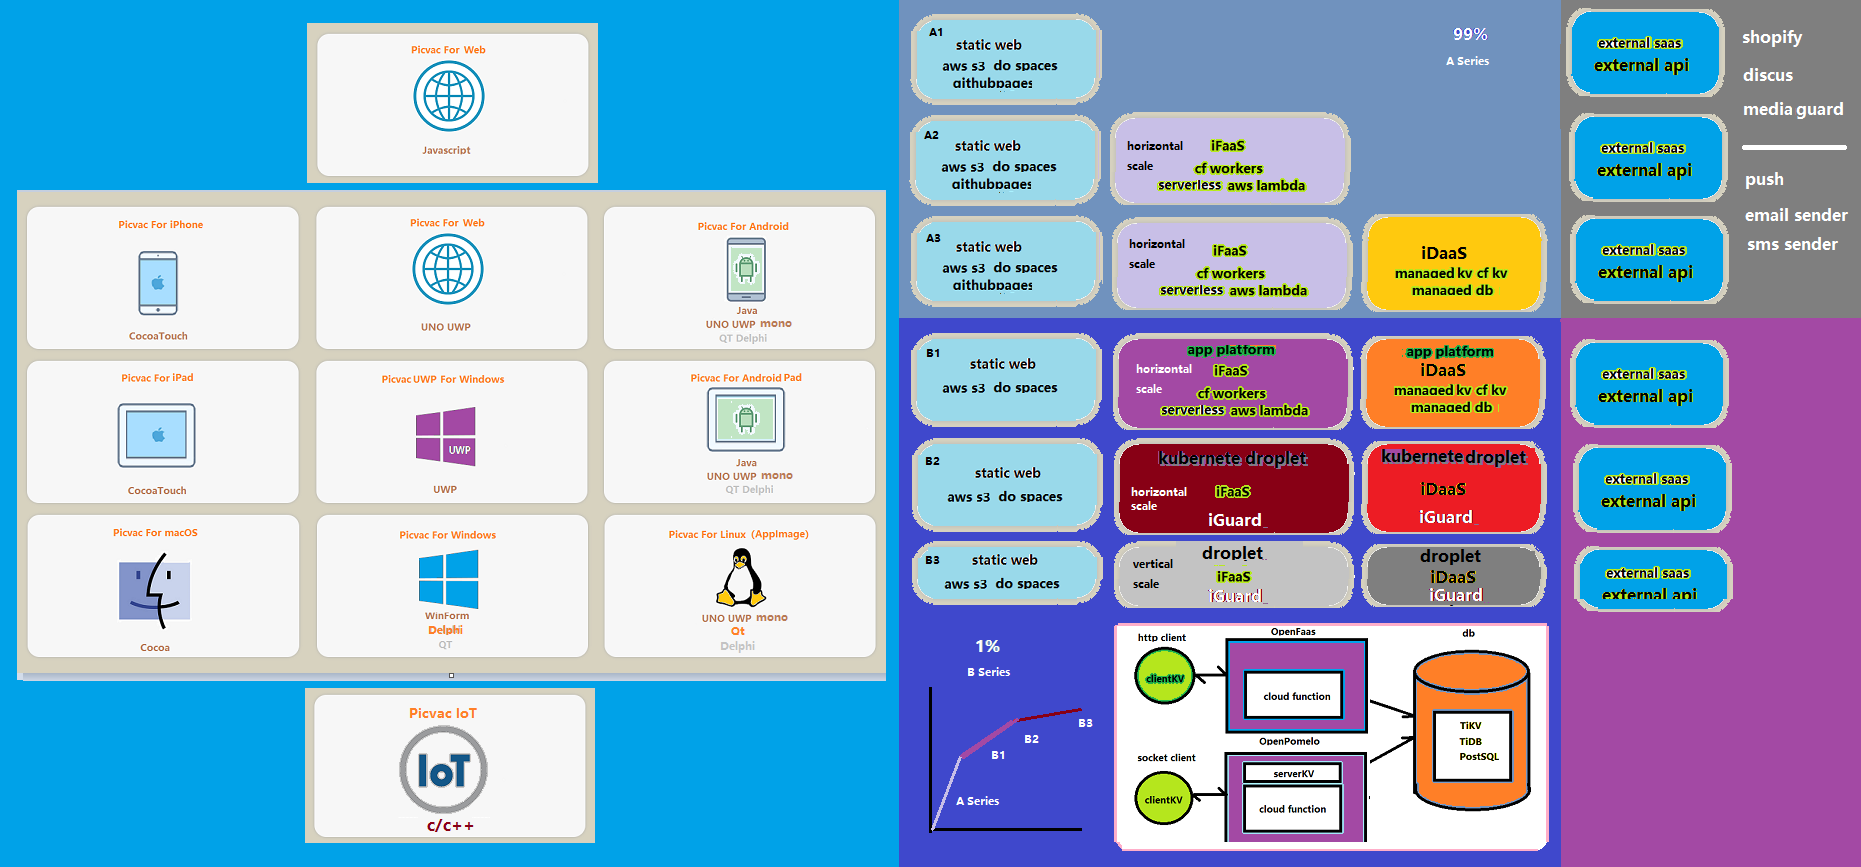 Picvac For Web
Javascript
Picvac For iPhone
CocoaTouch
Picvac For Web
UNO UWP
Picvac For Android
Java
UNO UWP mono
QT Delphi
Picvac For iPad
CocoaTouch
Picvac UWP For Windows
UWP
UWP
Picvac For Android Pad
Java
UNO UWP mono
QT Delphi
Picvac For macOS
Cocoa
Picvac For Windows
WinForm
Delphi
QT
Picvac For Linux (AppImage)
UNO UWP mono
Qt
Delphi
Picvac IoT
IoT
c/c++
A1
static web
aws s3 do spaces
githubpages
99%
A Series
A2
static web
aws s3 do spaces
githubpages
horizontal
scale
iFaaS
cf workers
serverless aws lambda
A3
static web
aws s3 do spaces
githubpages
horizontal
scale
iFaaS
cf workers
serverless aws lambda
iDaaS
managed kv cf kv
managed db
external saas
external api
external saas
external api
external saas
external api
shopify
discus
media guard
push
email sender
sms sender
B1
static web
aws s3 do spaces
app platform
horizontal
scale
iFaaS
cf workers
serverless aws lambda
app platform
iDaaS
managed kv cf kv
managed db
external saas
external api
B2
static web
aws s3 do spaces
kubernete droplet
horizontal
scale
iFaaS
iGuard
kubernete droplet
iDaaS
iGuard
external saas
external api
B3
static web
aws s3 do spaces
droplet
vertical
scale
iFaaS
iGuard
droplet
iDaaS
iGuard
external saas
external api
1%
B Series
B3
B2
B1
A Series
http client
clientKV
OpenFaas
cloud function
db
TiKV
TiDB
PostSQL
socket client
clientKV
OpenPomelo
serverKV
cloud function